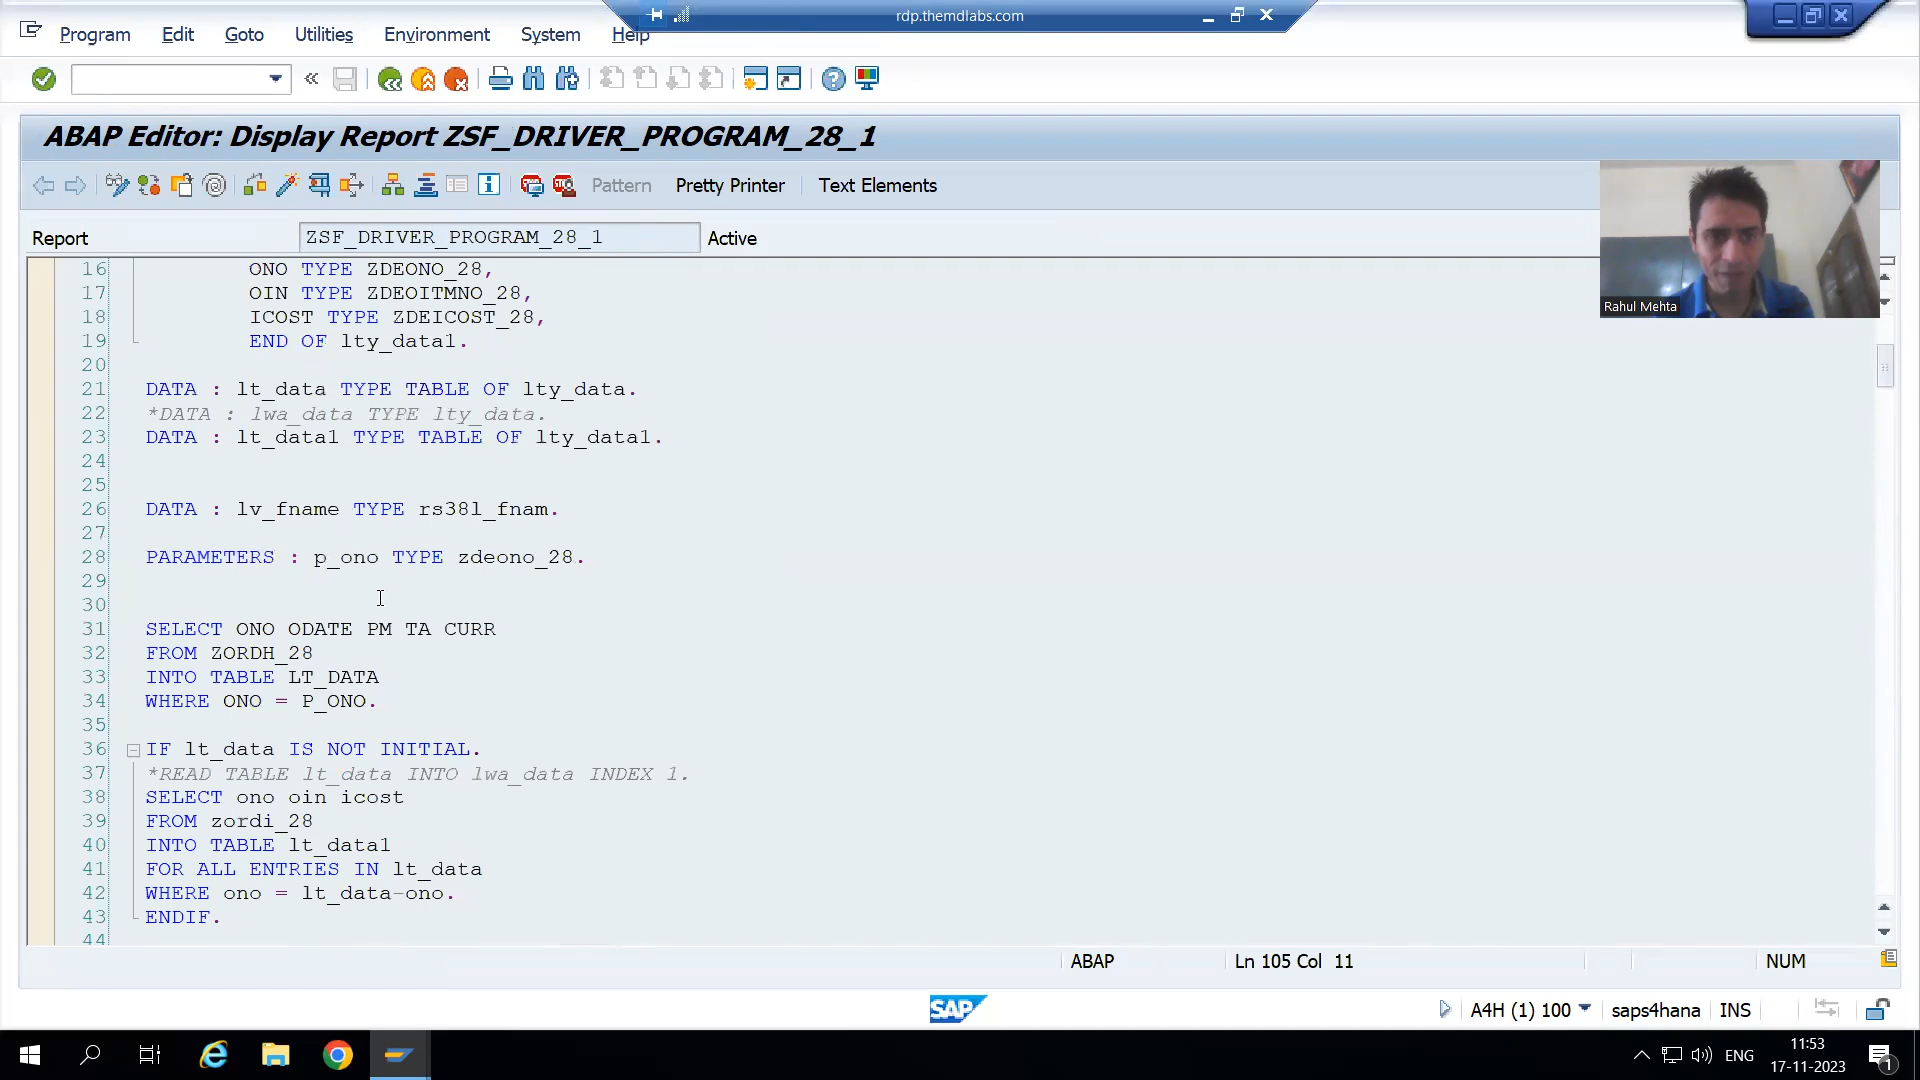 rdp.themdlabs.com
Program Edit Goto Utilities Environment System Help
ABAP Editor: Display Report ZSF_DRIVER_PROGRAM_28_1
Pattern Pretty Printer Text Elements
Report ZSF_DRIVER_PROGRAM_28_1 Active
Rahul Mehta
16 ONO TYPE ZDEONO_28,
17 OIN TYPE ZDEOITMNO_28,
18 ICOST TYPE ZDEICOST_28,
19 END OF lty_data1.
20
21 DATA : lt_data TYPE TABLE OF lty_data.
22 *DATA : lwa_data TYPE lty_data.
23 DATA : lt_data1 TYPE TABLE OF lty_data1.
24
25
26 DATA : lv_fname TYPE rs38l_fnam.
27
28 PARAMETERS : p_ono TYPE zdeono_28.
29
30
31 SELECT ONO ODATE PM TA CURR
32 FROM ZORDH_28
33 INTO TABLE LT_DATA
34 WHERE ONO = P_ONO.
35
36 IF lt_data IS NOT INITIAL.
37 *READ TABLE lt_data INTO lwa_data INDEX 1.
38 SELECT ono oin icost
39 FROM zordi_28
40 INTO TABLE lt_data1
41 FOR ALL ENTRIES IN lt_data
42 WHERE ono = lt_data-ono.
43 ENDIF.
44
ABAP Ln 105 Col 11 NUM
SAP A4H (1) 100 saps4hana INS
ENG 11:53
17-11-2023
1